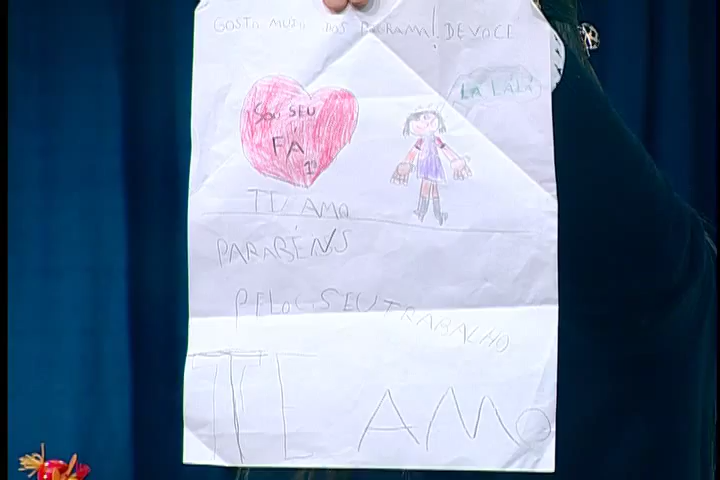 GOSTO MUITO DOS PROGRAM! DE VOCE
LA LALA
SOU SEU
FÃ
1º
TI AMO
PARABÉNS
PELO SEU TRABALHO
TE AMO